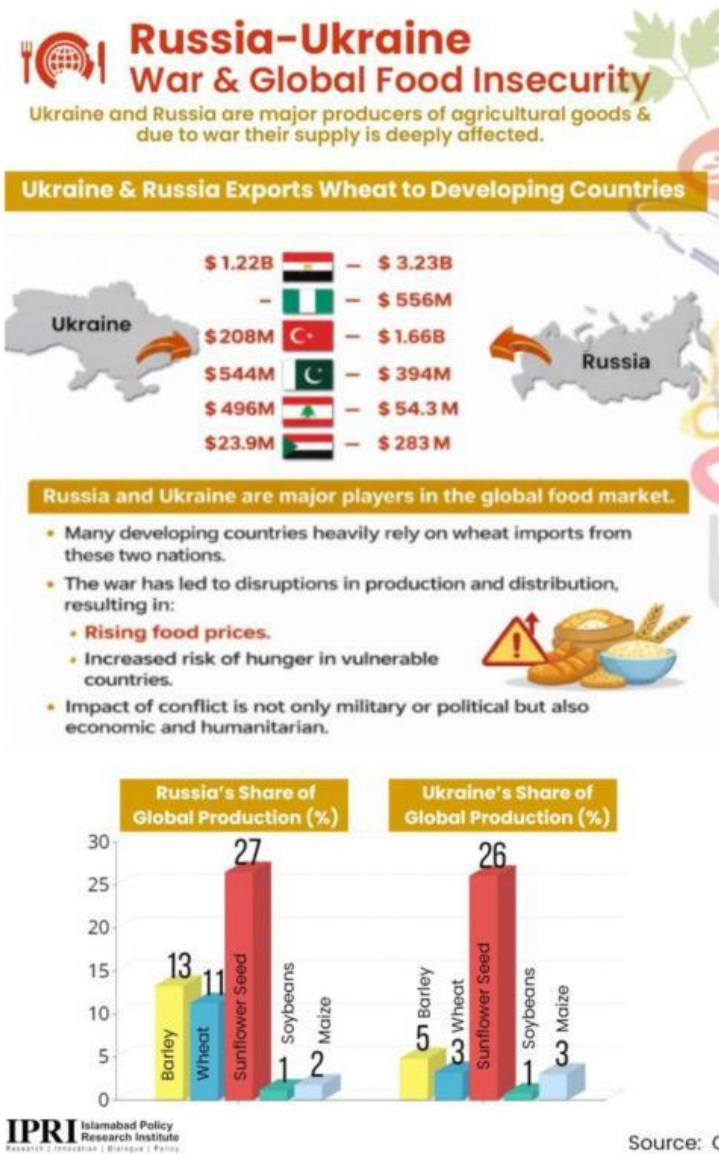 Russia-Ukraine
War & Global Food Insecurity
Ukraine and Russia are major producers of agricultural goods &
due to war their supply is deeply affected.
Ukraine & Russia Exports Wheat to Developing Countries
Ukraine
Russia
$ 1.22B – $ 3.23B
– – $ 556M
$208M – $ 1.66B
$544M – $ 394M
$ 496M – $ 54.3 M
$23.9M – $ 283 M
Russia and Ukraine are major players in the global food market.
• Many developing countries heavily rely on wheat imports from
these two nations.
• The war has led to disruptions in production and distribution,
resulting in:
• Rising food prices.
• Increased risk of hunger in vulnerable
countries.
• Impact of conflict is not only military or political but also
economic and humanitarian.
Russia's Share of
Global Production (%)
Ukraine's Share of
Global Production (%)
30
25
20
15
10
5
0
13
Barley
11
Wheat
27
Sunflower Seed
1
Soybeans
2
Maize
5
Barley
3
Wheat
26
Sunflower Seed
1
Soybeans
3
Maize
IPRI
Islamabad Policy
Research Institute
Research | Innovation | Dialogue | Policy
Source: